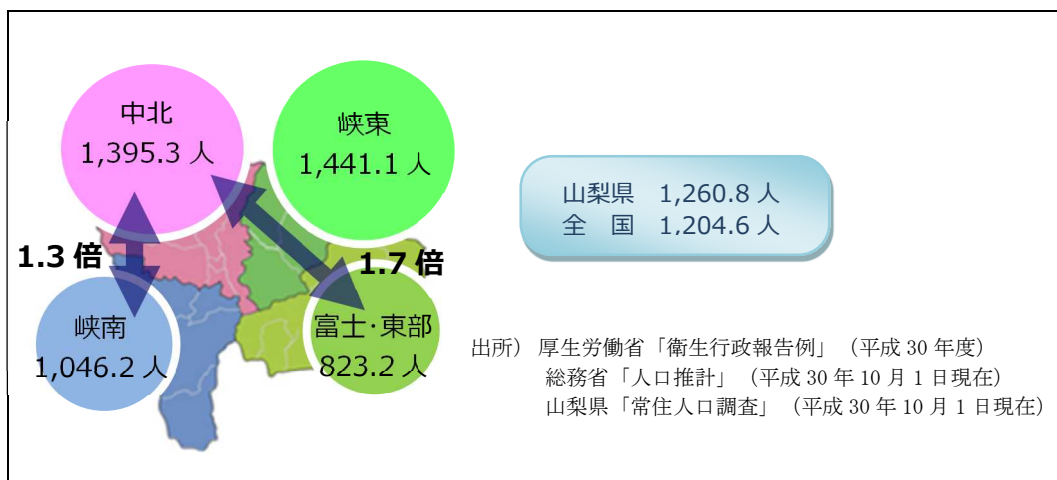 中北
1,395.3 人
峡東
1,441.1 人
山梨県 1,260.8 人
全 国 1,204.6 人
1.3 倍
1.7 倍
峡南
1,046.2 人
富士・東部
823.2 人
出所） 厚生労働省「衛生行政報告例」（平成 30 年度）
総務省「人口推計」（平成 30 年 10 月 1 日現在）
山梨県「常住人口調査」（平成 30 年 10 月 1 日現在）